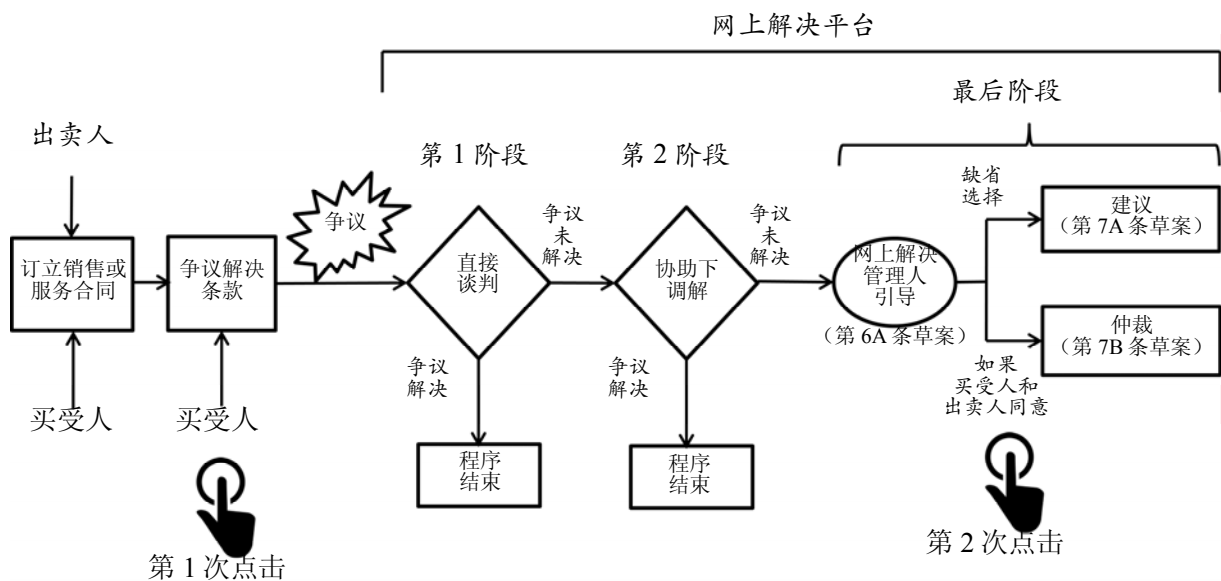 网上解决平台
最后阶段
出卖人
第 1 阶段
第 2 阶段
争议
缺省
选择
订立销售或
服务合同
争议解决
条款
直接
谈判
争议
未
解决
协助下
调解
争议
未
解决
网上解决
管理人
引导
（第 6A 条草案）
建议
（第 7A 条草案）
仲裁
（第 7B 条草案）
如果
买受人和
出卖人同意
争议
解决
争议
解决
买受人
买受人
程序
结束
程序
结束
第 1 次点击
第 2 次点击